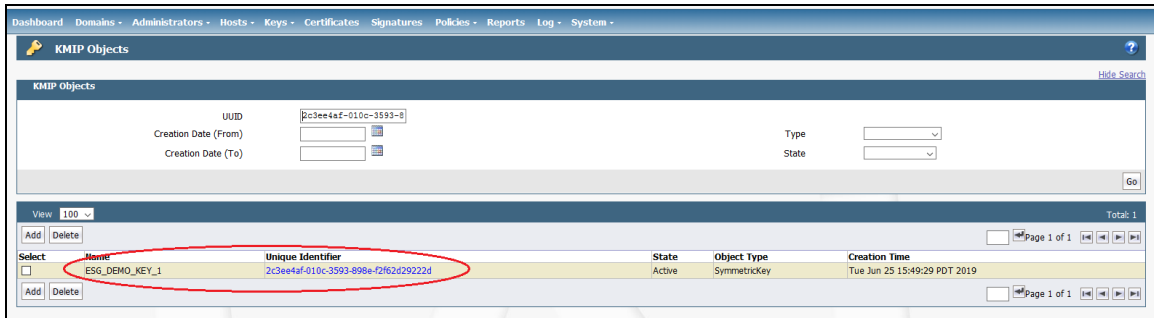 Dashboard Domains - Administrators - Hosts - Keys - Certificates Signatures Policies - Reports Log - System -
KMIP Objects
Hide Search
KMIP Objects
UUID 2c3ee4af-010c-3593-8
Creation Date (From) Type
Creation Date (To) State
Go
View 100 Total: 1
Add Delete Page 1 of 1
Select Name Unique Identifier State Object Type Creation Time
ESG_DEMO_KEY_1 2c3ee4af-010c-3593-898e-f2f62d29222d Active SymmetricKey Tue Jun 25 15:49:29 PDT 2019
Add Delete Page 1 of 1